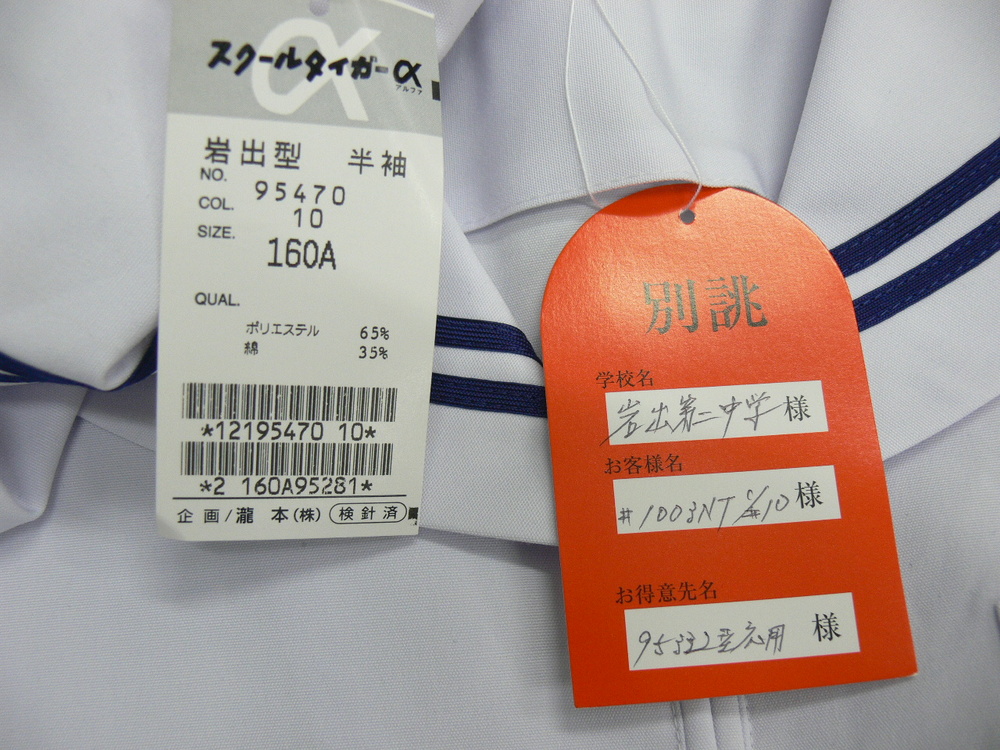 スクールタイガーα
アルファ
岩出型 半袖
NO. 95470
COL. 10
SIZE. 160A
QUAL.
ポリエステル 65%
綿 35%
*12195470 10*
*2 160A95281*
企画/瀧本(株) 検針済
別誂
学校名
岩出第二中学 様
お客様名
#1003NT C/#10 様
お得意先名
様